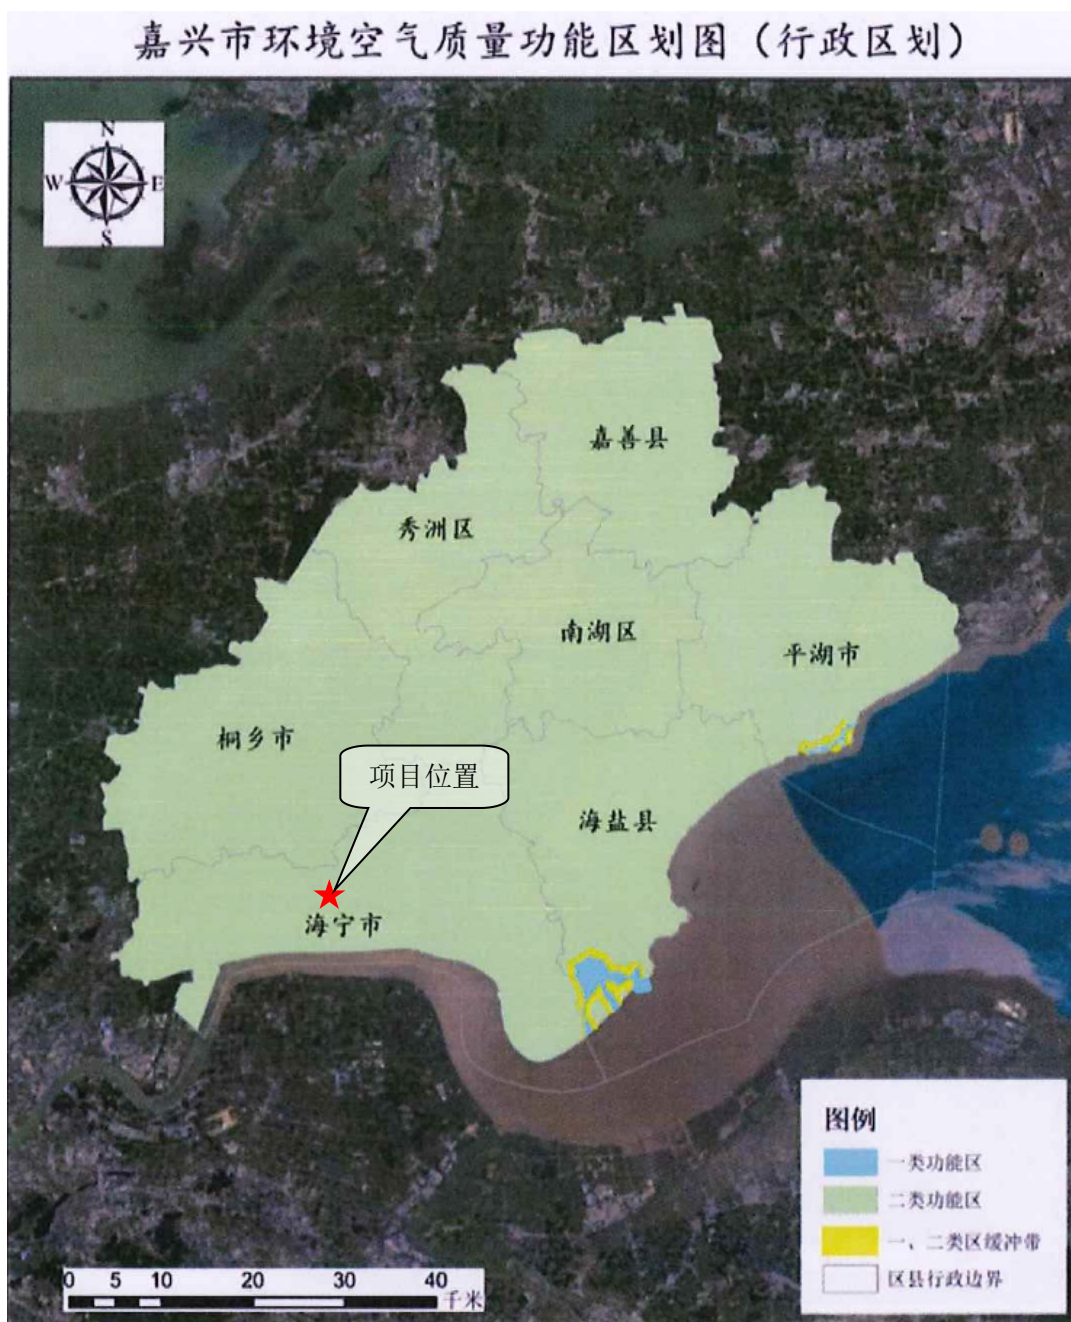 嘉兴市环境空气质量功能区划图（行政区划）
N
W E
S
嘉善县
秀洲区
南湖区
平湖市
桐乡市
项目位置
海盐县
海宁市
图例
一类功能区
二类功能区
一、二类区缓冲带
区县行政边界
0 5 10 20 30 40
千米